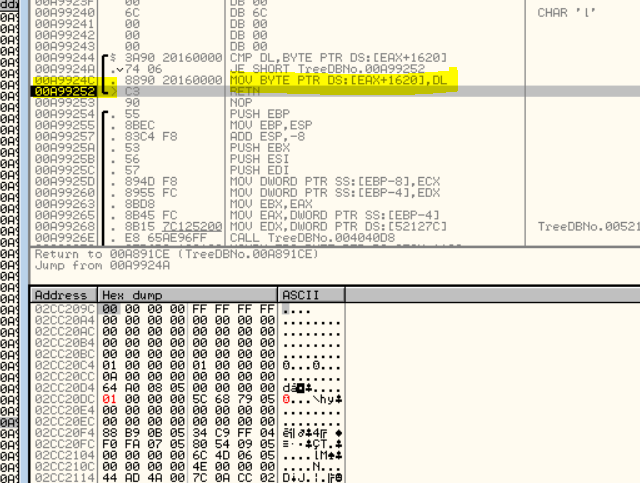 00A99240 6C DB 6C CHAR 'l'
00A99241 00 DB 00
00A99242 00 DB 00
00A99243 00 DB 00
00A99244 $ 3A90 20160000 CMP DL,BYTE PTR DS:[EAX+1620]
00A9924A . 74 06 JE SHORT TreeDBNo.00A99252
00A9924C . 8890 20160000 MOV BYTE PTR DS:[EAX+1620],DL
00A99252 > C3 RETN
00A99253 90 NOP
00A99254 . 55 PUSH EBP
00A99255 . 8BEC MOV EBP,ESP
00A99257 . 83C4 F8 ADD ESP,-8
00A9925A . 53 PUSH EBX
00A9925B . 56 PUSH ESI
00A9925C . 57 PUSH EDI
00A9925D . 894D F8 MOV DWORD PTR SS:[EBP-8],ECX
00A99260 . 8955 FC MOV DWORD PTR SS:[EBP-4],EDX
00A99263 . 8BD8 MOV EBX,EAX
00A99265 . 8B45 FC MOV EAX,DWORD PTR SS:[EBP-4]
00A99268 . 8B15 7C125200 MOV EDX,DWORD PTR DS:[52127C] TreeDBNo.00521
00A9926E . E8 65AE96FF CALL TreeDBNo.004040D8
Return to 00A891CE (TreeDBNo.00A891CE)
Jump from 00A9924A
Address Hex dump ASCII
02CC209C 00 00 00 00 FF FF FF FF ....
02CC20A4 00 00 00 00 00 00 00 00 ........
02CC20AC 00 00 00 00 00 00 00 00 ........
02CC20B4 00 00 00 00 00 00 00 00 ........
02CC20BC 00 00 00 00 00 00 00 00 ........
02CC20C4 01 00 00 00 01 00 00 00
02CC20CC 0A 00 00 00 00 00 00 00 ........
02CC20D4 64 A0 08 05 00 00 00 00
02CC20DC 01 00 00 00 5C 68 79 05
02CC20E4 00 00 00 00 00 00 00 00 ........
02CC20EC 00 00 00 00 00 00 00 00 ........
02CC20F4 88 B9 0B 05 34 C9 FF 04
02CC20FC F0 FA 07 05 80 54 09 05
02CC2104 00 00 00 00 6C 4D 06 05
02CC210C 00 00 00 00 4E 00 00 00 ....N...
02CC2114 44 AD 4A 00 7C 0A CC 02